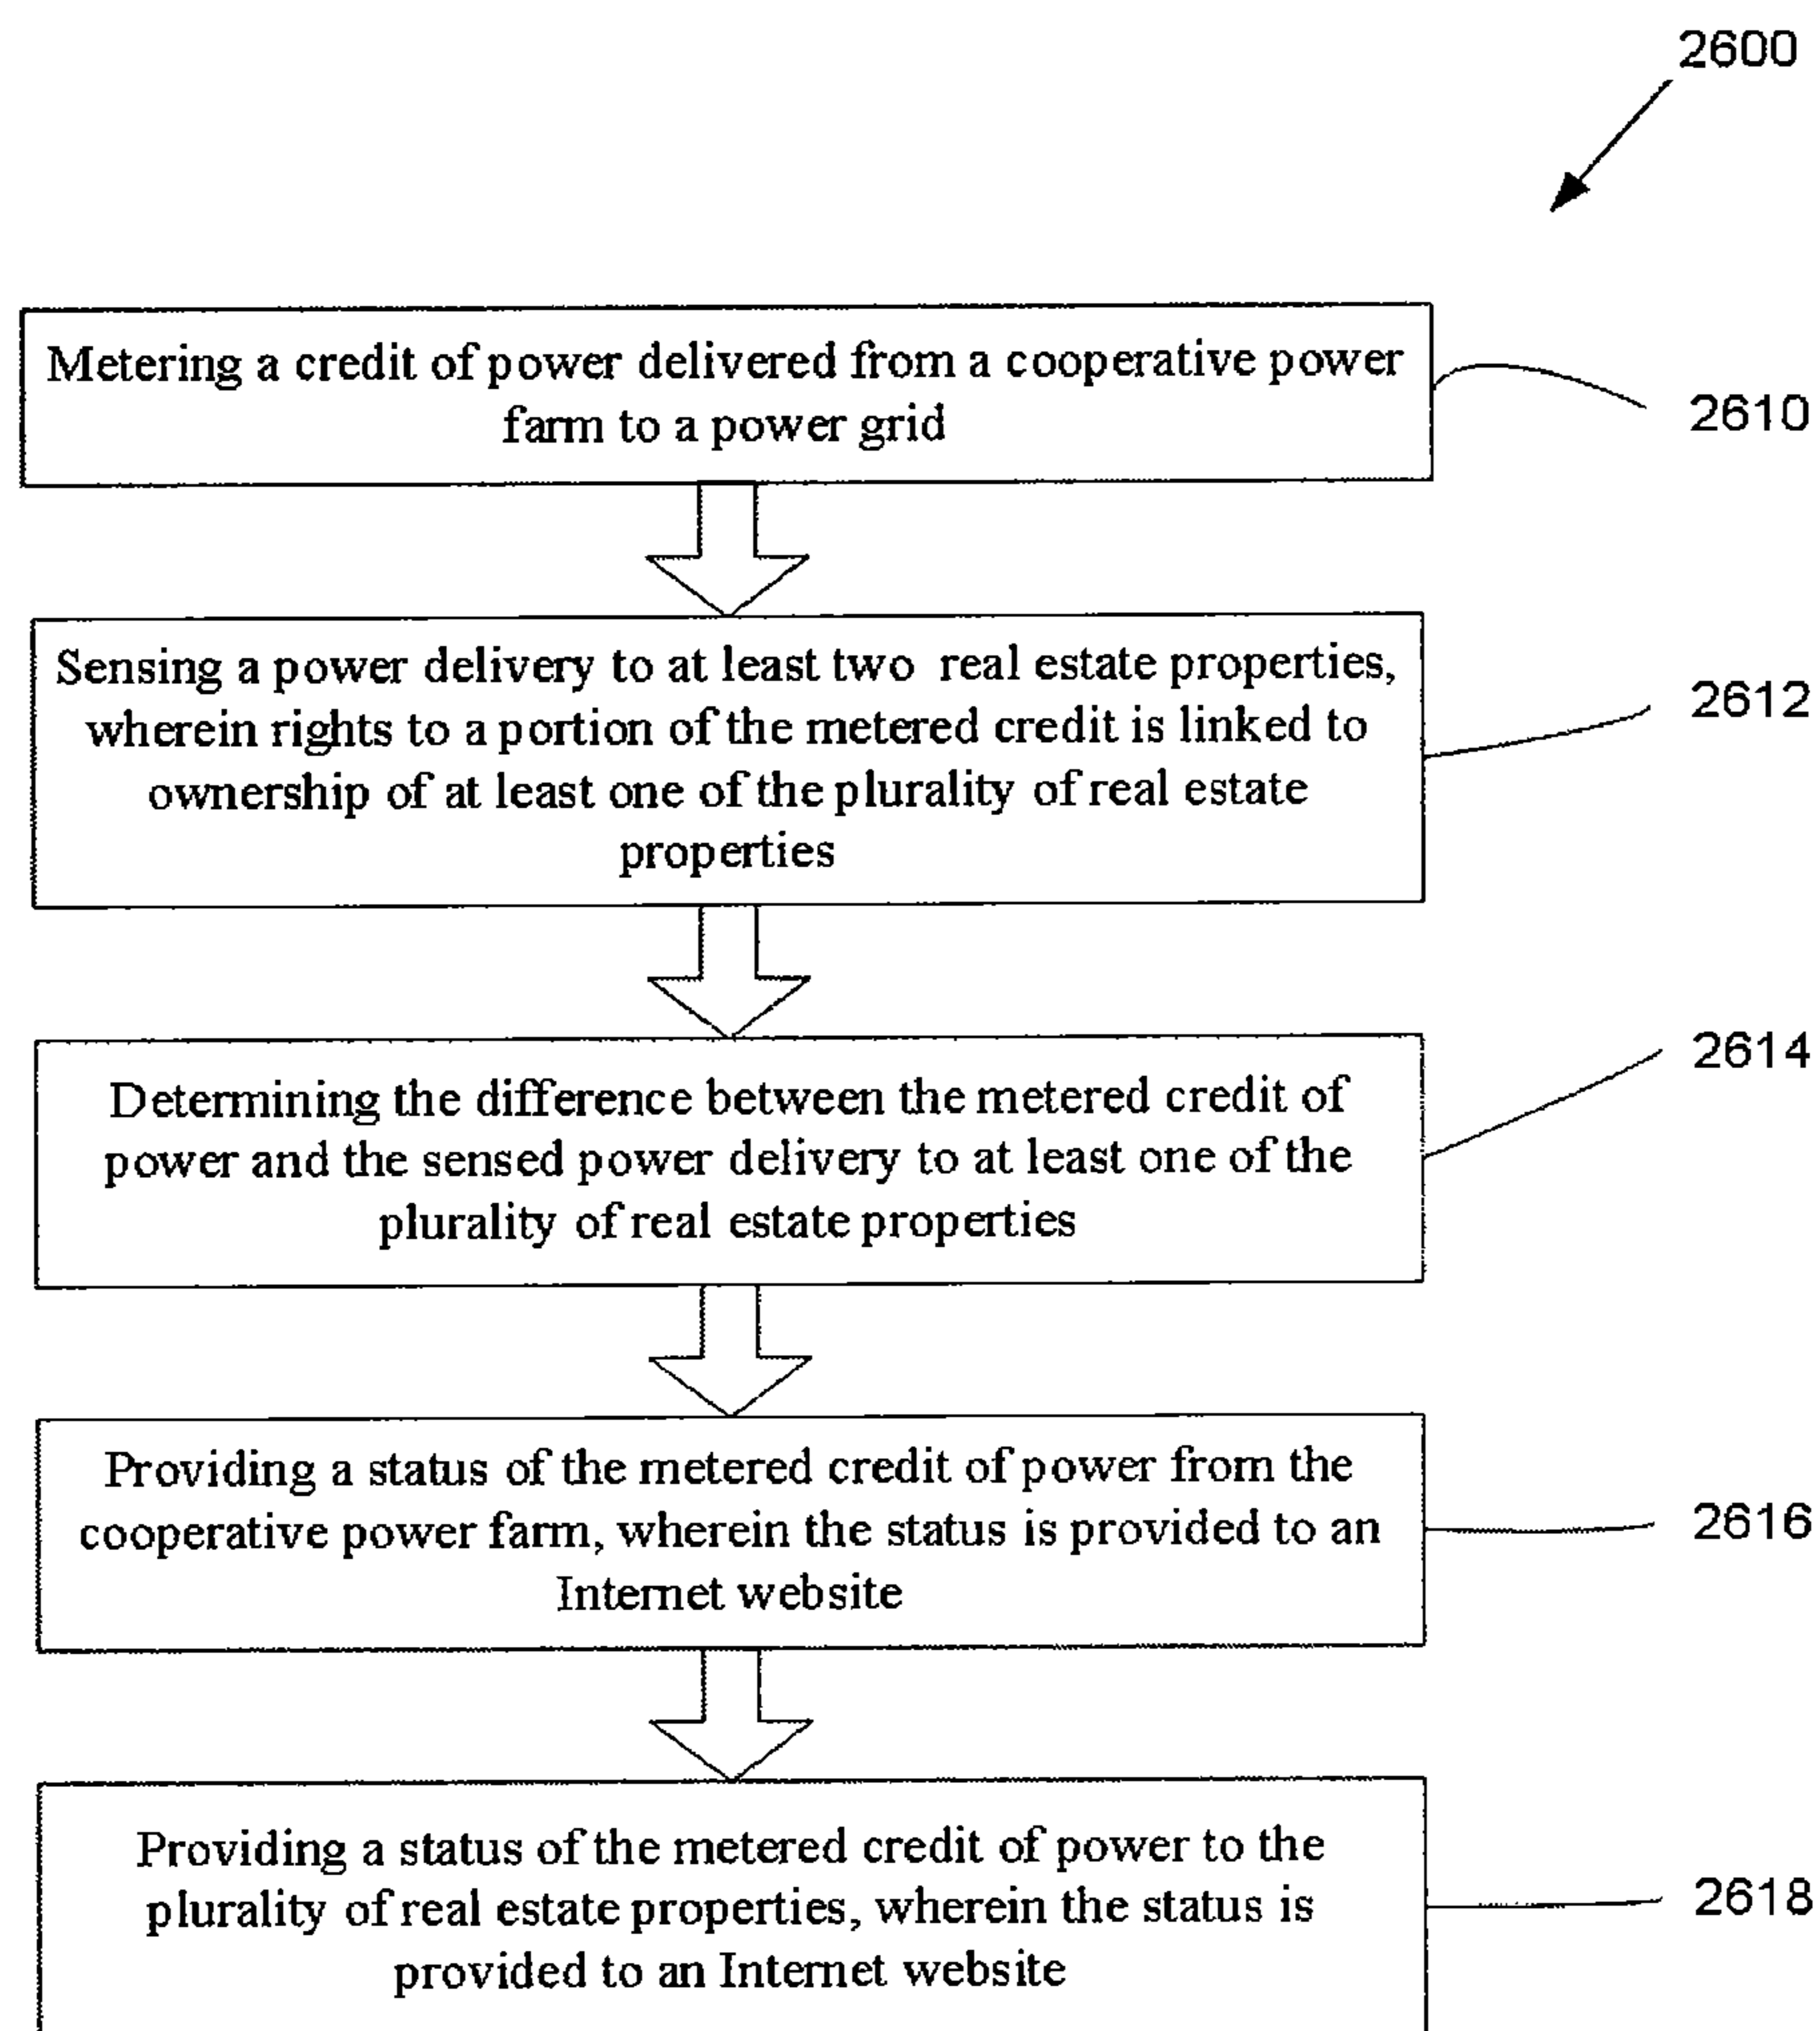 2600
Metering a credit of power delivered from a cooperative power
farm to a power grid
2610
Sensing a power delivery to at least two real estate properties,
wherein rights to a portion of the metered credit is linked to
ownership of at least one of the plurality of real estate
properties
2612
Determining the difference between the metered credit of
power and the sensed power delivery to at least one of the
plurality of real estate properties
2614
Providing a status of the metered credit of power from the
cooperative power farm, wherein the status is provided to an
Internet website
2616
Providing a status of the metered credit of power to the
plurality of real estate properties, wherein the status is
provided to an Internet website
2618